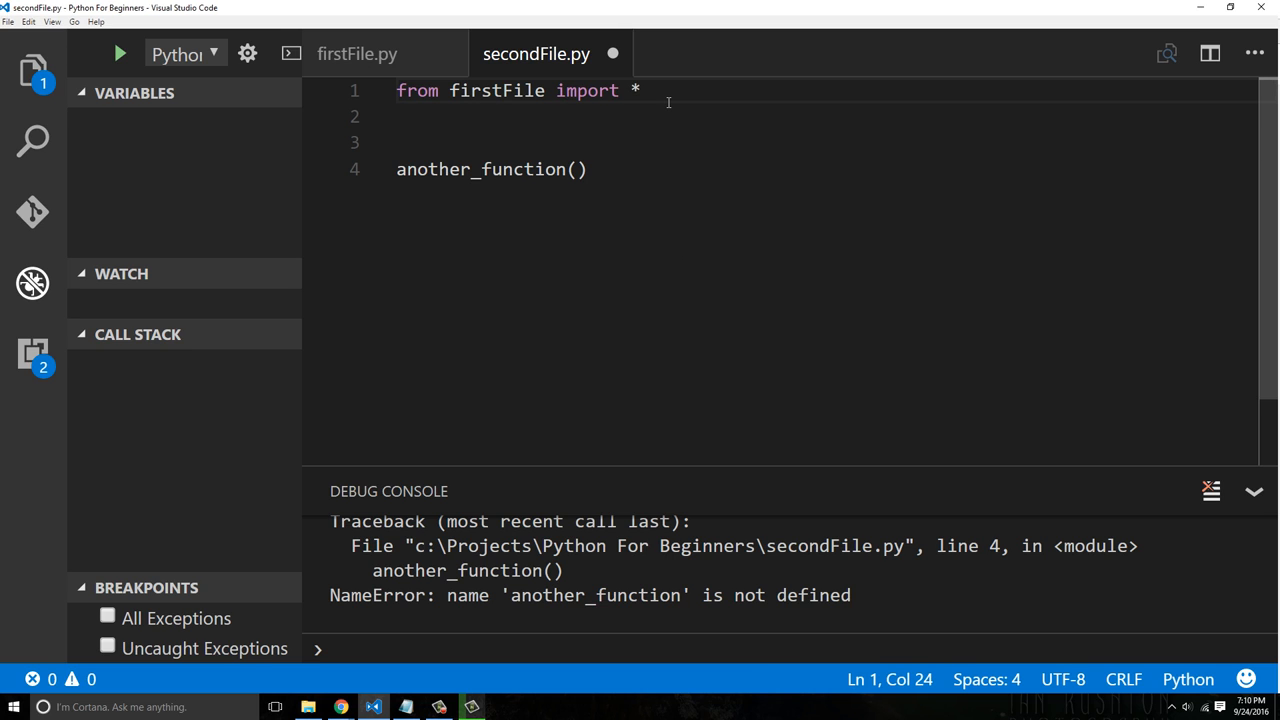 secondFile.py - Python For Beginners - Visual Studio Code
File Edit View Go Help
Pythor
firstFile.py
secondFile.py
1
VARIABLES
1 from firstFile import *
2
3
4 another_function()
WATCH
CALL STACK
2
DEBUG CONSOLE
Traceback (most recent call last):
File "c:\Projects\Python For Beginners\secondFile.py", line 4, in <module>
another_function()
NameError: name 'another_function' is not defined
BREAKPOINTS
All Exceptions
Uncaught Exceptions
0 0
Ln 1, Col 24 Spaces: 4 UTF-8 CRLF Python
I'm Cortana. Ask me anything.
7:10 PM
9/24/2016